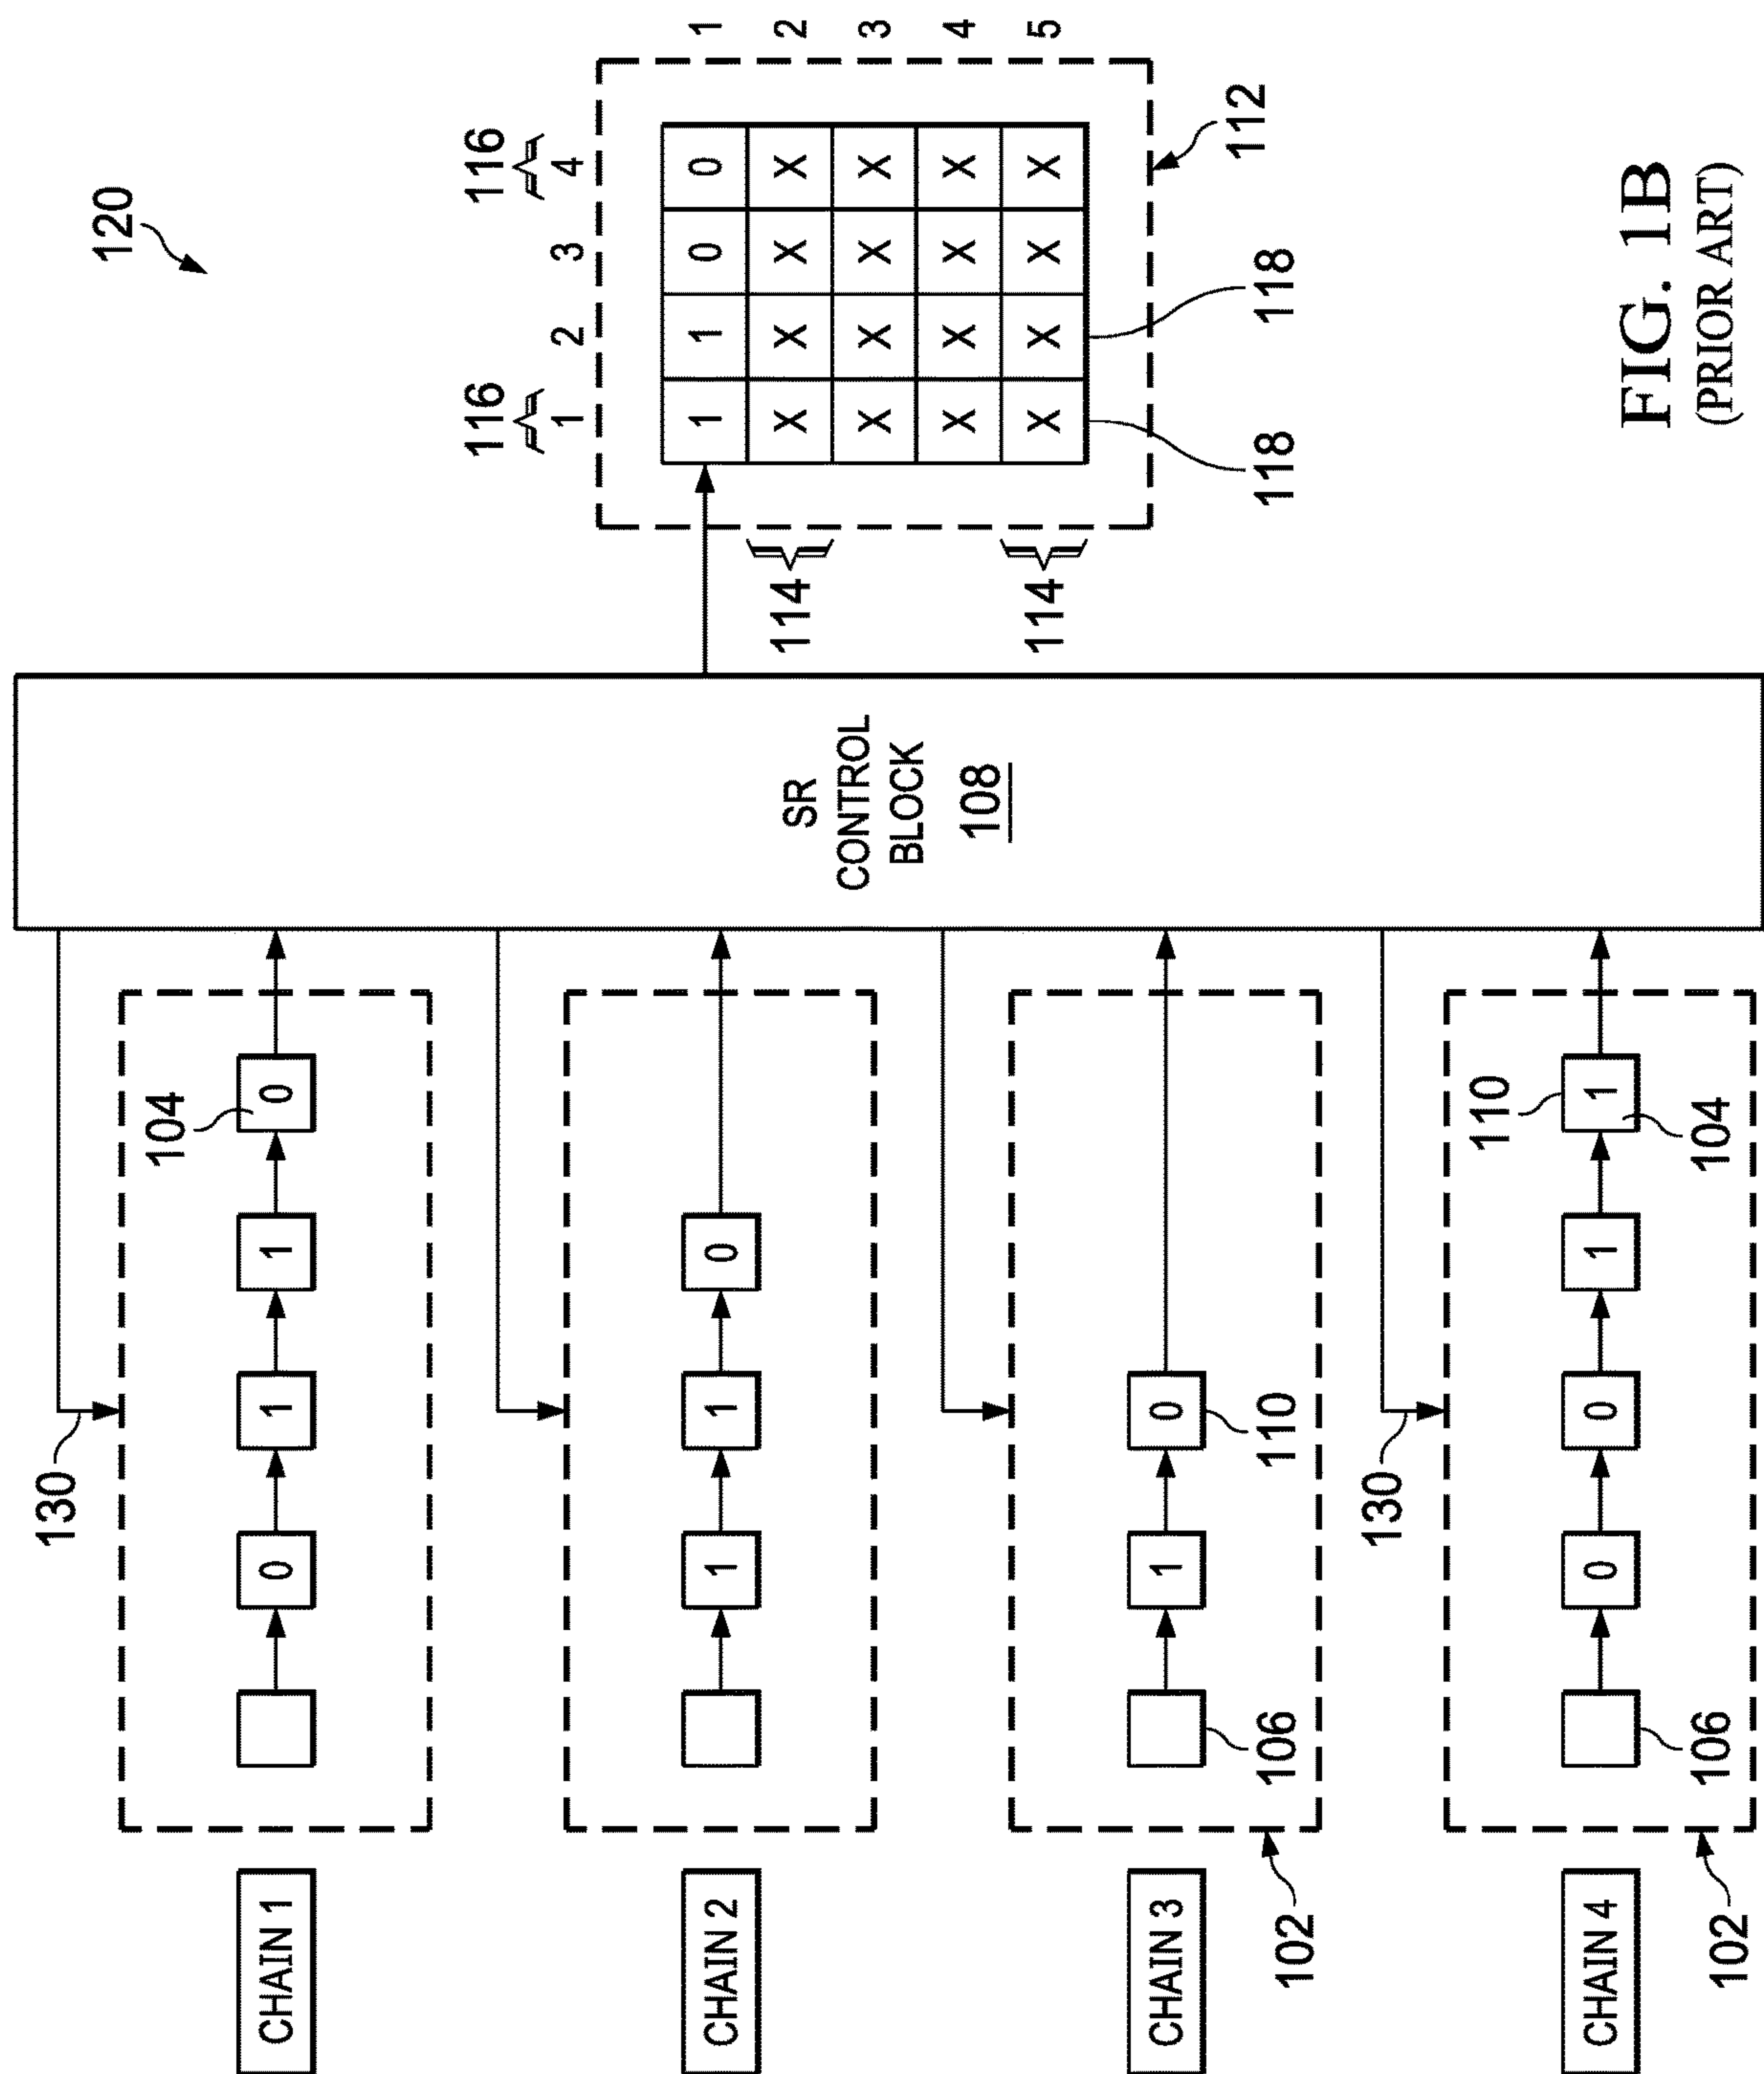 120
130
104
CHAIN 1
0 1 1 0
116 116
1 2 3 4
CHAIN 2
1 1 0
1 1 0 0 1
114
X X X X 2
X X X X 3
X X X X 4
114
X X X X 5
SR
CONTROL
BLOCK
108
118 118 112
CHAIN 3
1 0
102 106 110
130
110
CHAIN 4
0 0 1 1
102 106 104
FIG. 1B
(PRIOR ART)